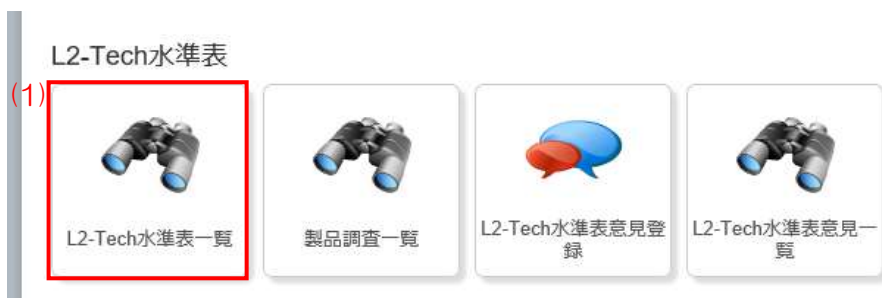 L2-Tech水準表
(1)
L2-Tech水準表一覧
製品調査一覧
L2-Tech水準表意見登
録
L2-Tech水準表意見一
覧